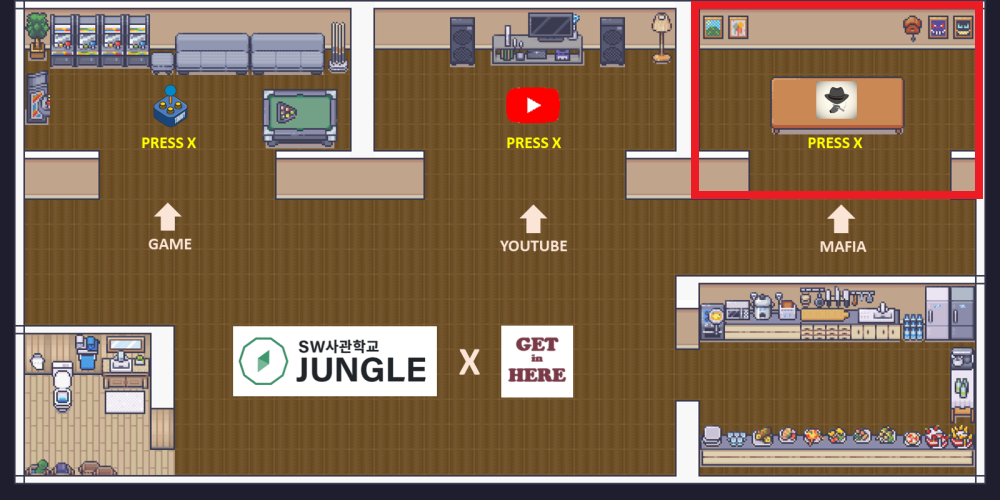 PRESS X
PRESS X
PRESS X
GAME
YOUTUBE
MAFIA
SW사관학교
JUNGLE
X
GET
in
HERE